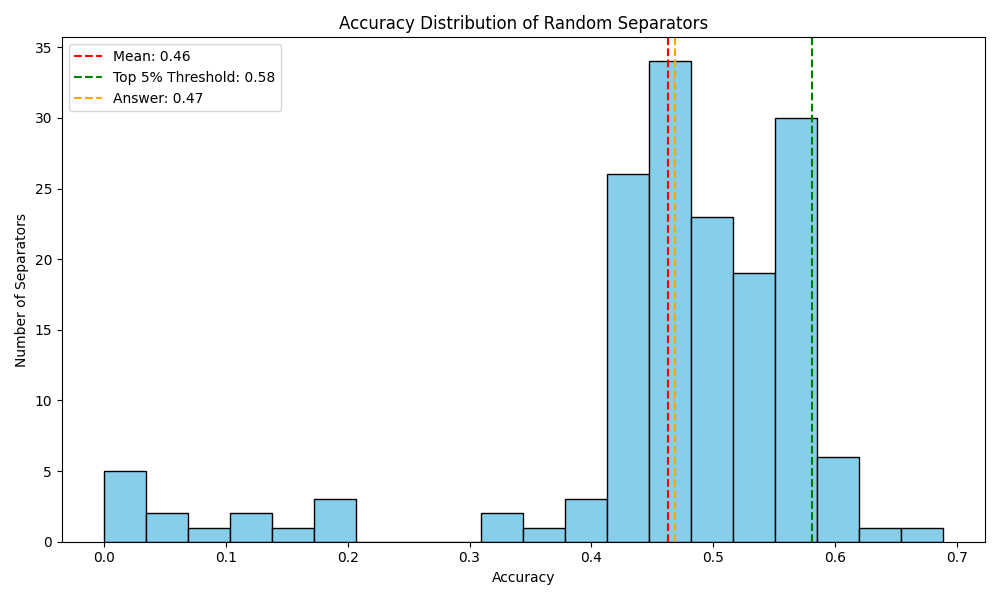 Accuracy Distribution of Random Separators
Mean: 0.46
Top 5% Threshold: 0.58
Answer: 0.47
Number of Separators
35
30
25
20
15
10
5
0
0.0 0.1 0.2 0.3 0.4 0.5 0.6 0.7
Accuracy